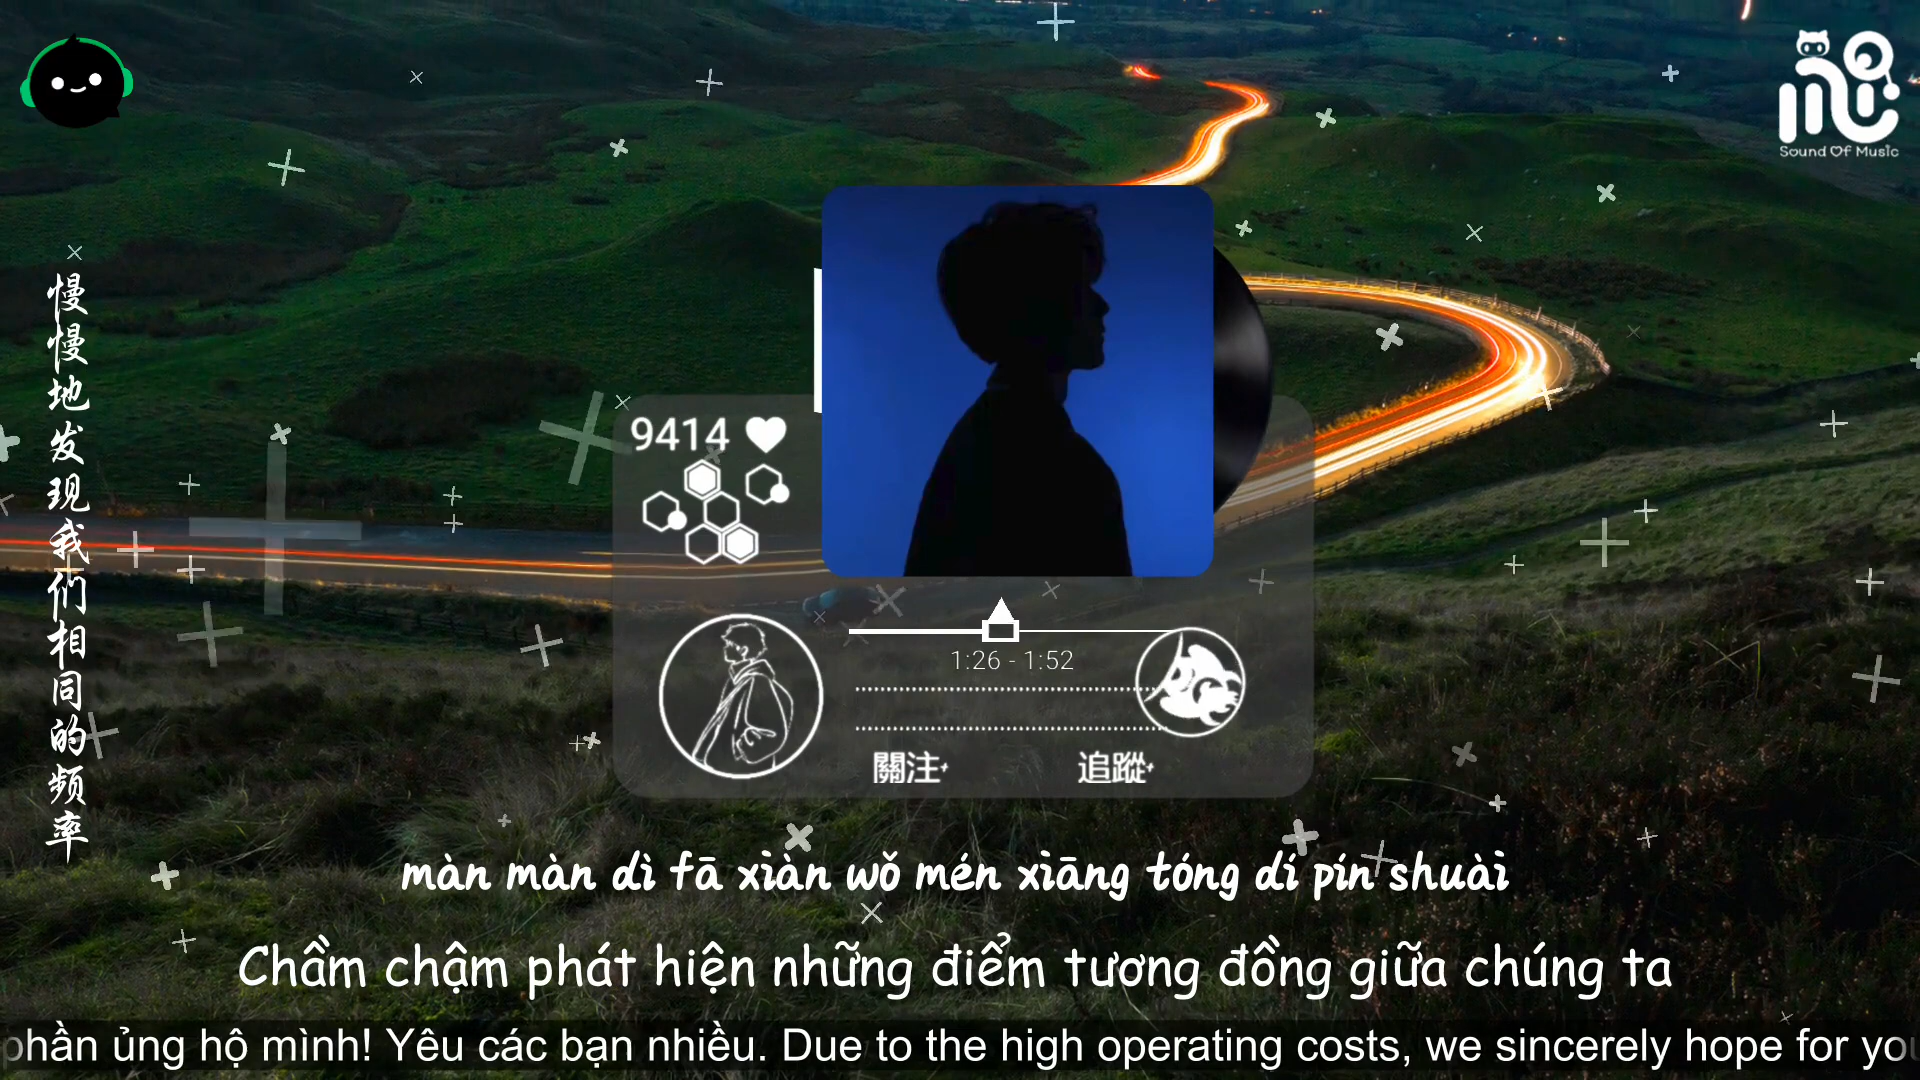 Sound Of Music
慢慢地发现我们相同的频率
9414
1:26 - 1:52
關注
追蹤
màn màn dì fā xiàn wǒ mén xiāng tóng dí pín shuài
Chầm chậm phát hiện những điểm tương đồng giữa chúng ta
phần ủng hộ mình! Yêu các bạn nhiều. Due to the high operating costs, we sincerely hope for you